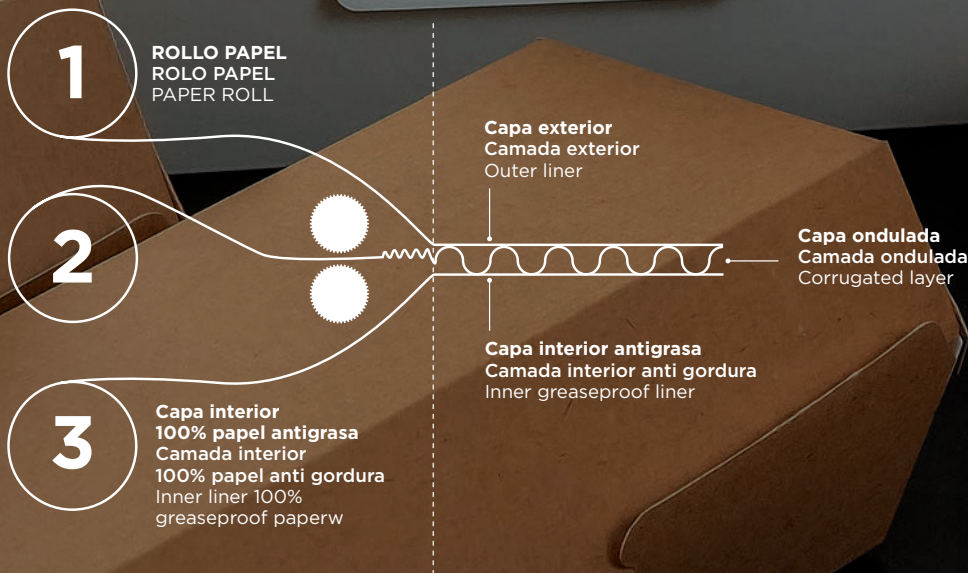 1
ROLLO PAPEL
ROLO PAPEL
PAPER ROLL
Capa exterior
Camada exterior
Outer liner
2
Capa ondulada
Camada ondulada
Corrugated layer
Capa interior antigrasa
Camada interior anti gordura
Inner greaseproof liner
3
Capa interior
100% papel antigrasa
Camada interior
100% papel anti gordura
Inner liner 100%
greaseproof paperw